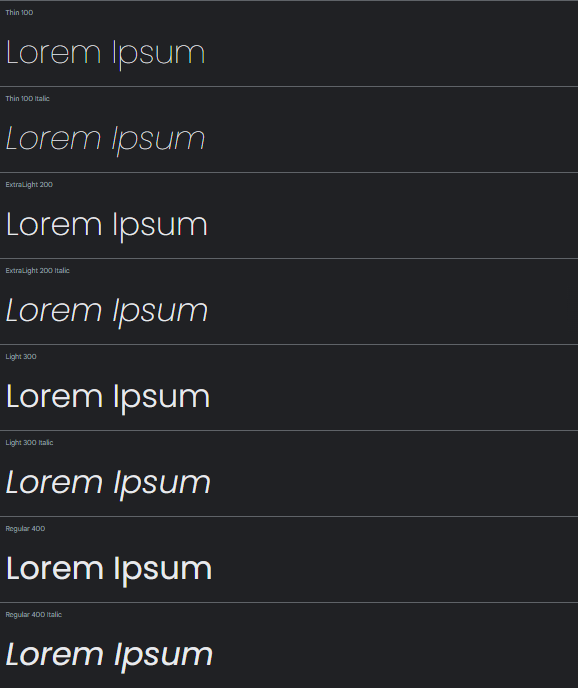 Thin 100
Lorem Ipsum
Thin 100 Italic
Lorem Ipsum
ExtraLight 200
Lorem Ipsum
ExtraLight 200 Italic
Lorem Ipsum
Light 300
Lorem Ipsum
Light 300 Italic
Lorem Ipsum
Regular 400
Lorem Ipsum
Regular 400 Italic
Lorem Ipsum